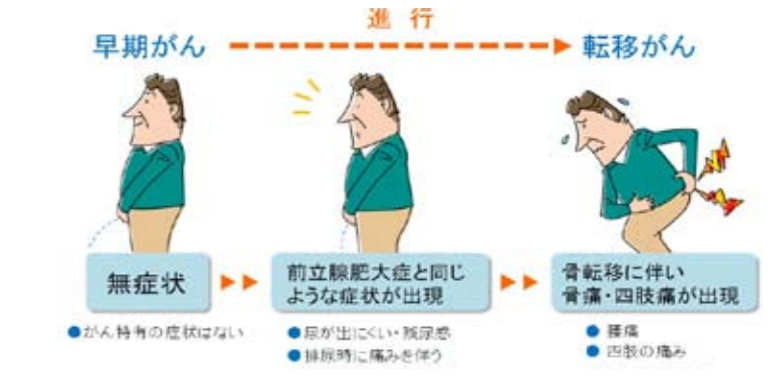 進 行
早期がん
転移がん
無症状
前立腺肥大症と同じ
ような症状が出現
骨転移に伴い
骨痛・四肢痛が出現
●がん特有の症状はない
●尿が出にくい・残尿感
●排尿時に痛みを伴う
●腰痛
●四肢の痛み